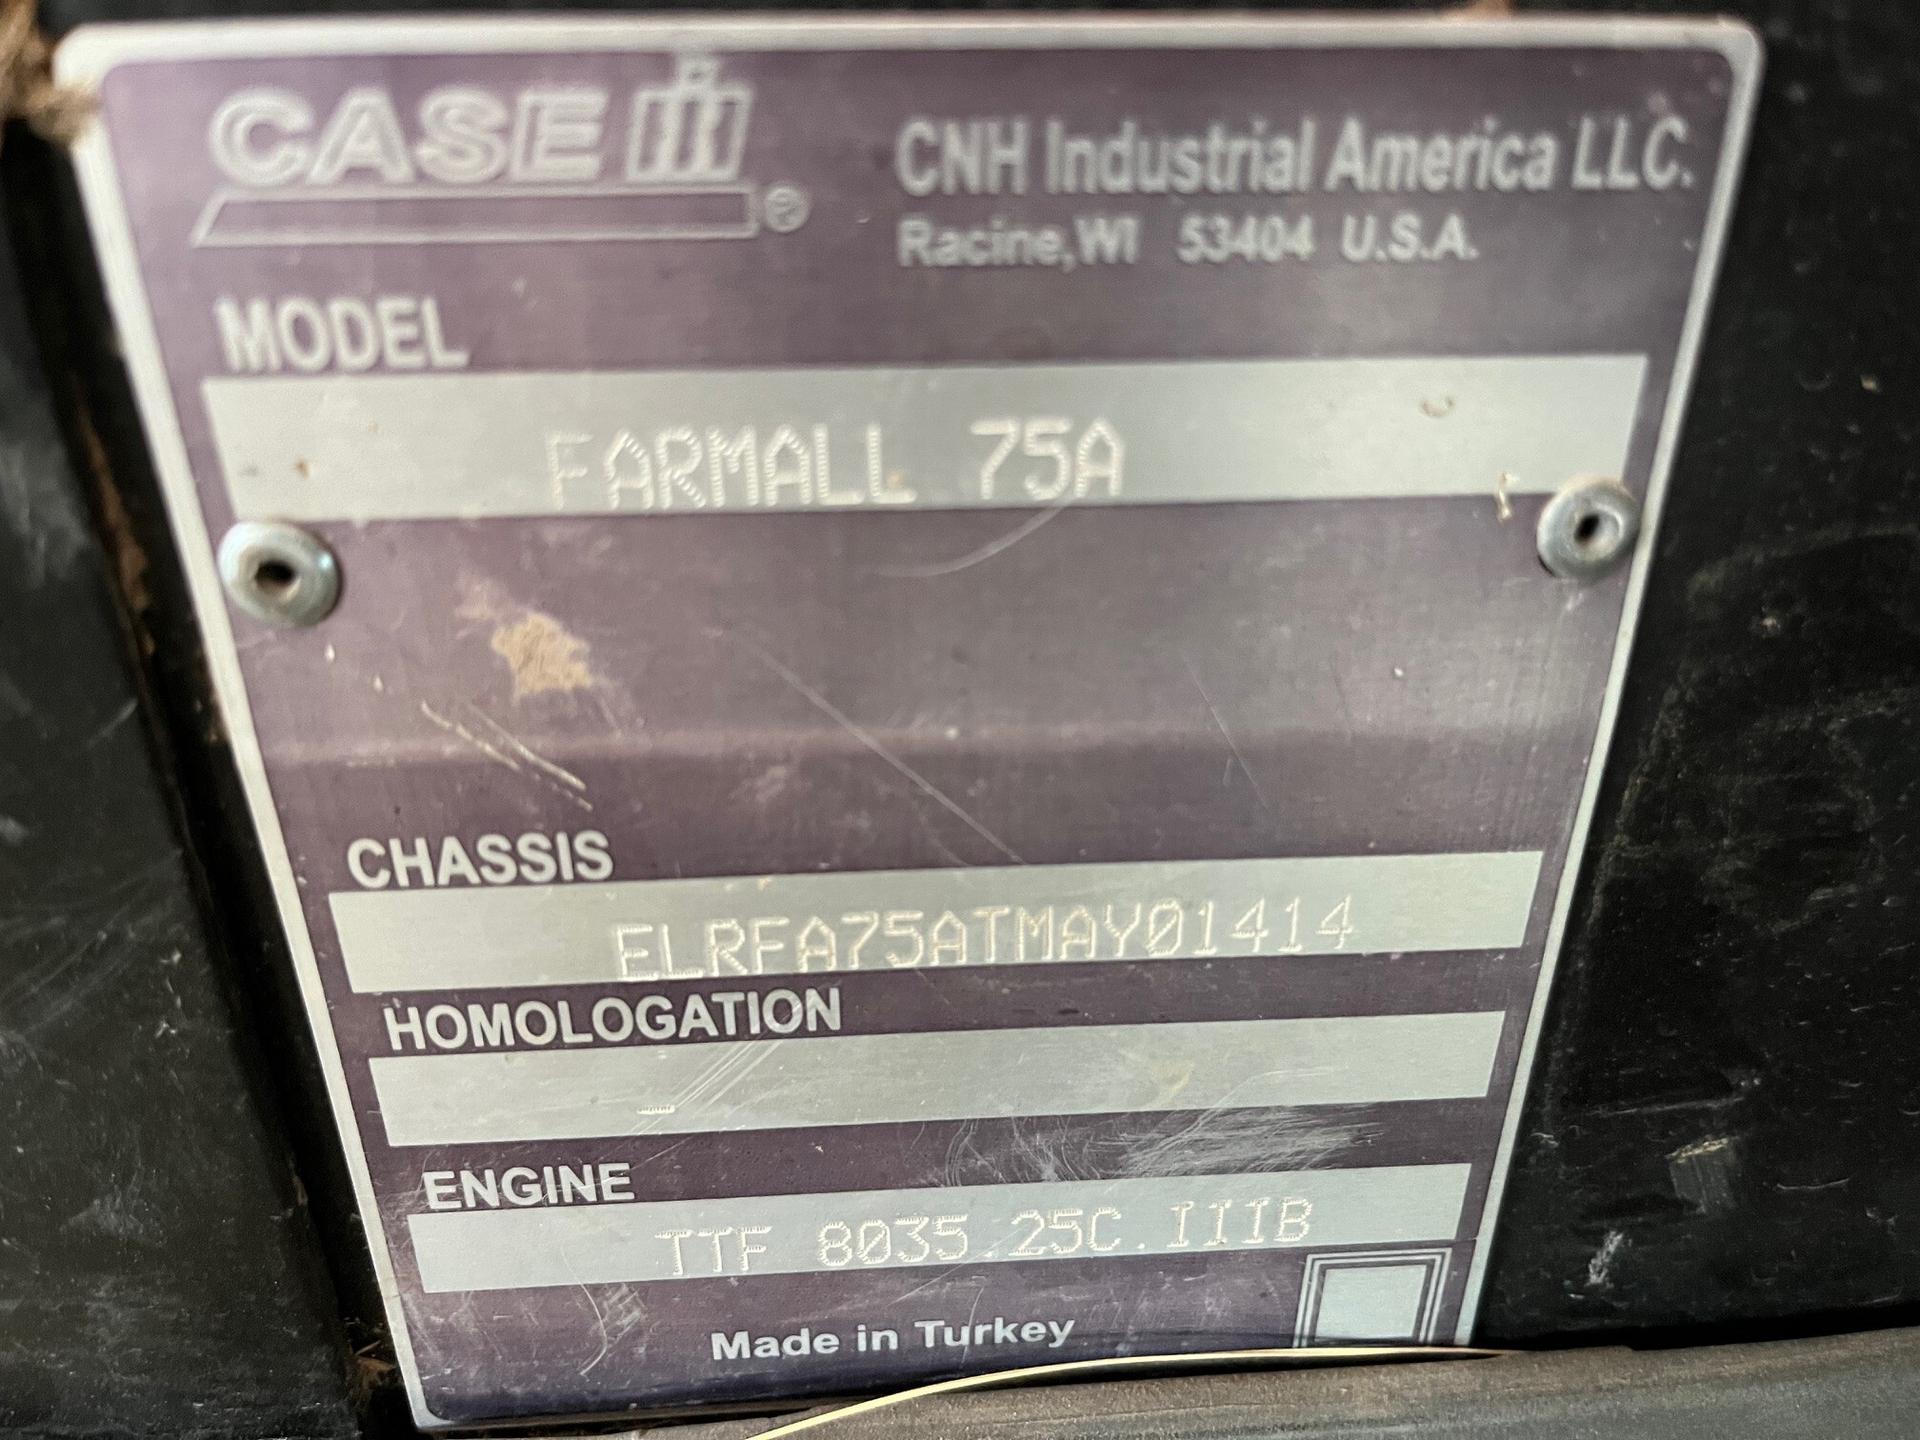 CASE IH ®
CNH Industrial America LLC.
Racine, WI 53404 U.S.A.
MODEL
FARMALL 75A
CHASSIS
ELRFA75ATMAY01414
HOMOLOGATION
-
ENGINE
TTF 8035.25C.IIIB
Made in Turkey